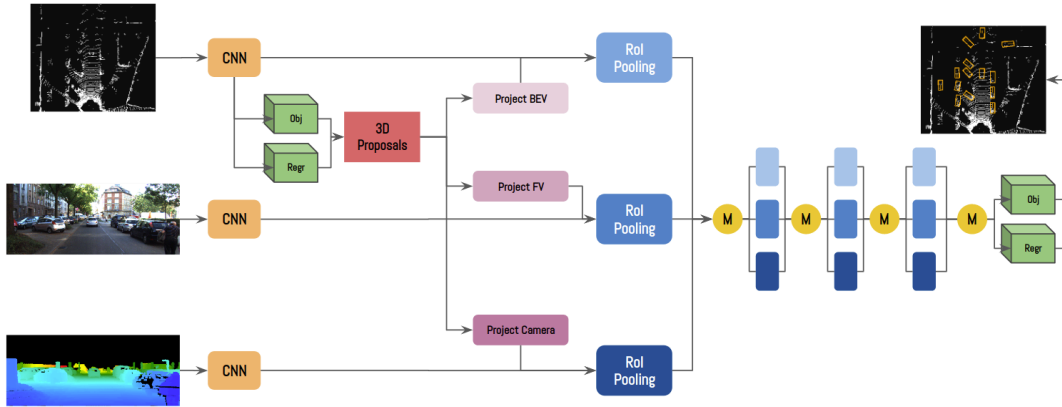 CNN
RoI
Pooling
Project BEV
Obj
3D
Proposals
Regr
Project FV
CNN
RoI
Pooling
M
M
M
M
Obj
Regr
Project Camera
CNN
RoI
Pooling